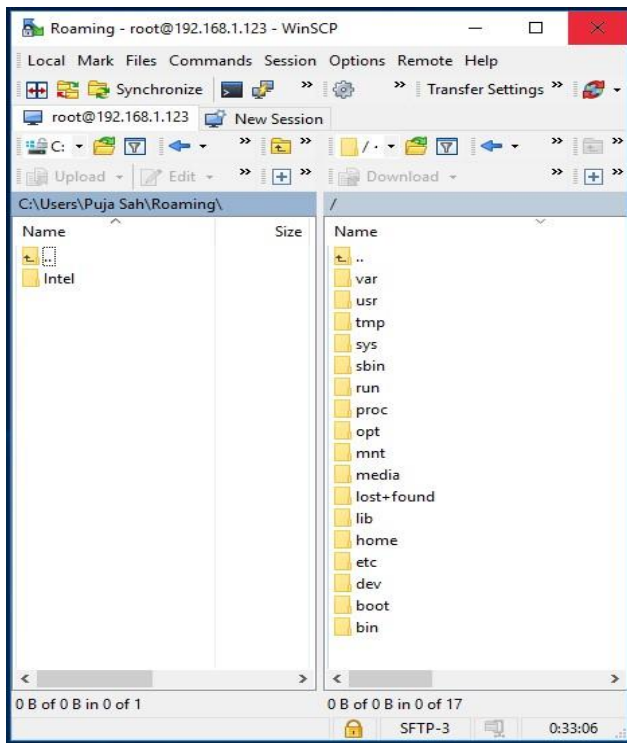 Roaming - root@192.168.1.123 - WinSCP
Local Mark Files Commands Session Options Remote Help
Synchronize » » Transfer Settings »
root@192.168.1.123 New Session
C: » » / » »
Upload Edit » » Download »
C:\Users\Puja Sah\Roaming\ /
Name Size Name
.. ..
Intel var
usr
tmp
sys
sbin
run
proc
opt
mnt
media
lost+found
lib
home
etc
dev
boot
bin
0 B of 0 B in 0 of 1 0 B of 0 B in 0 of 17
SFTP-3 0:33:06